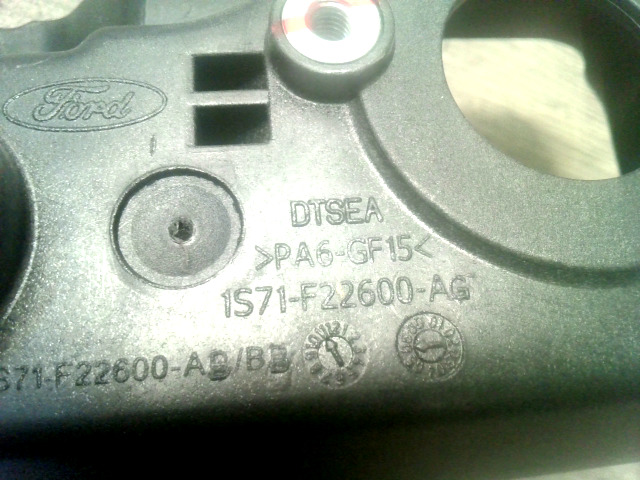 Ford
DTSEA
>PA6-GF15<
1S71-F22600-AG
S71-F22600-AB/BB